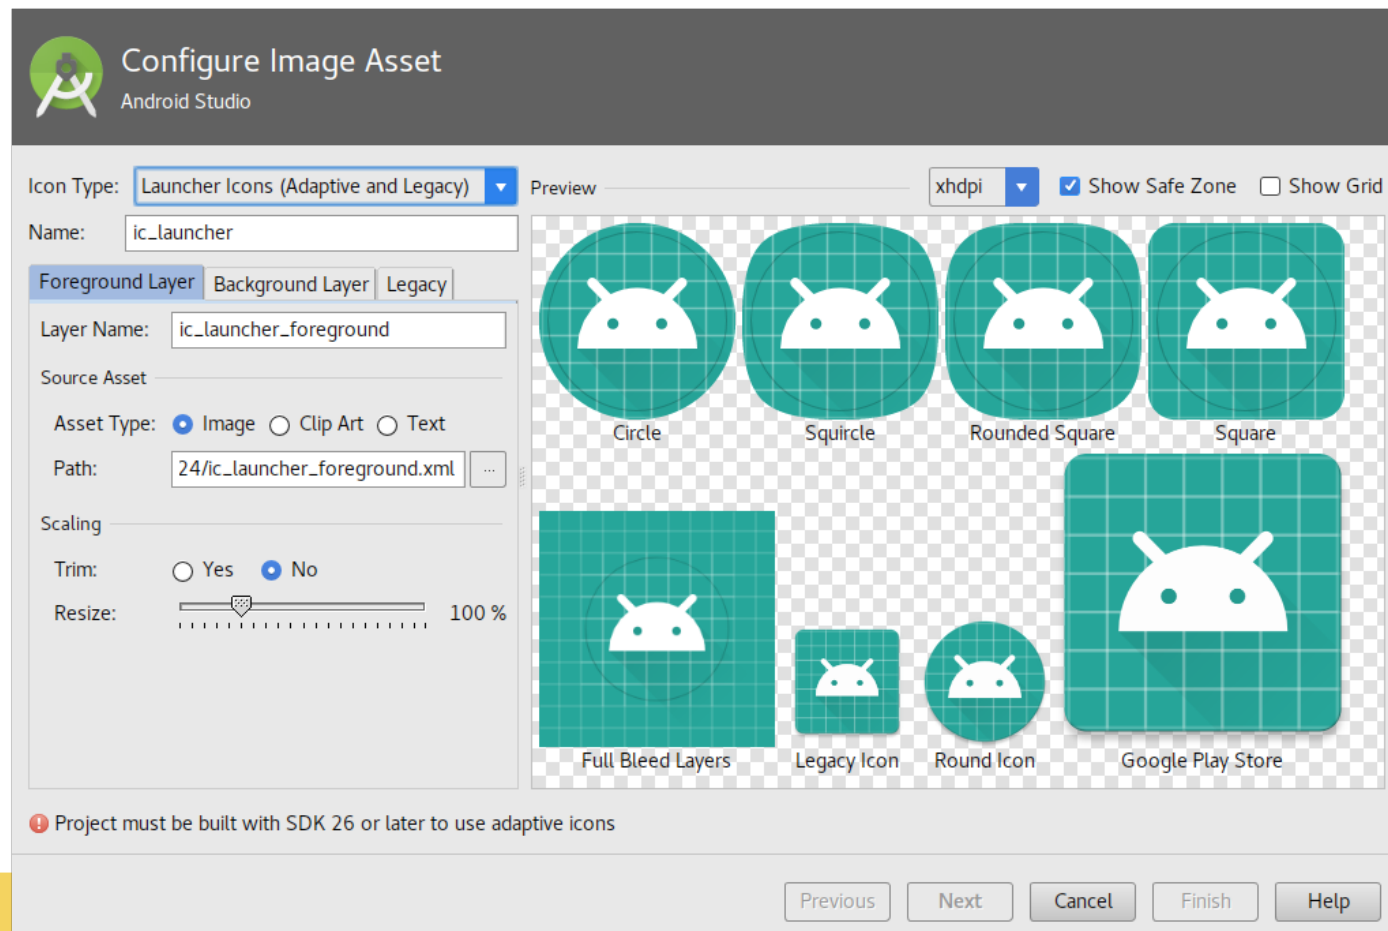 Configure Image Asset
Android Studio
Icon Type: Launcher Icons (Adaptive and Legacy)
Preview xhdpi Show Safe Zone Show Grid
Name: ic_launcher
Foreground Layer Background Layer Legacy
Layer Name: ic_launcher_foreground
Source Asset
Asset Type: Image Clip Art Text
Path: 24/ic_launcher_foreground.xml ...
Scaling
Trim: Yes No
Resize: 100 %
Circle Squircle Rounded Square Square
Full Bleed Layers Legacy Icon Round Icon Google Play Store
Project must be built with SDK 26 or later to use adaptive icons
Previous Next Cancel Finish Help